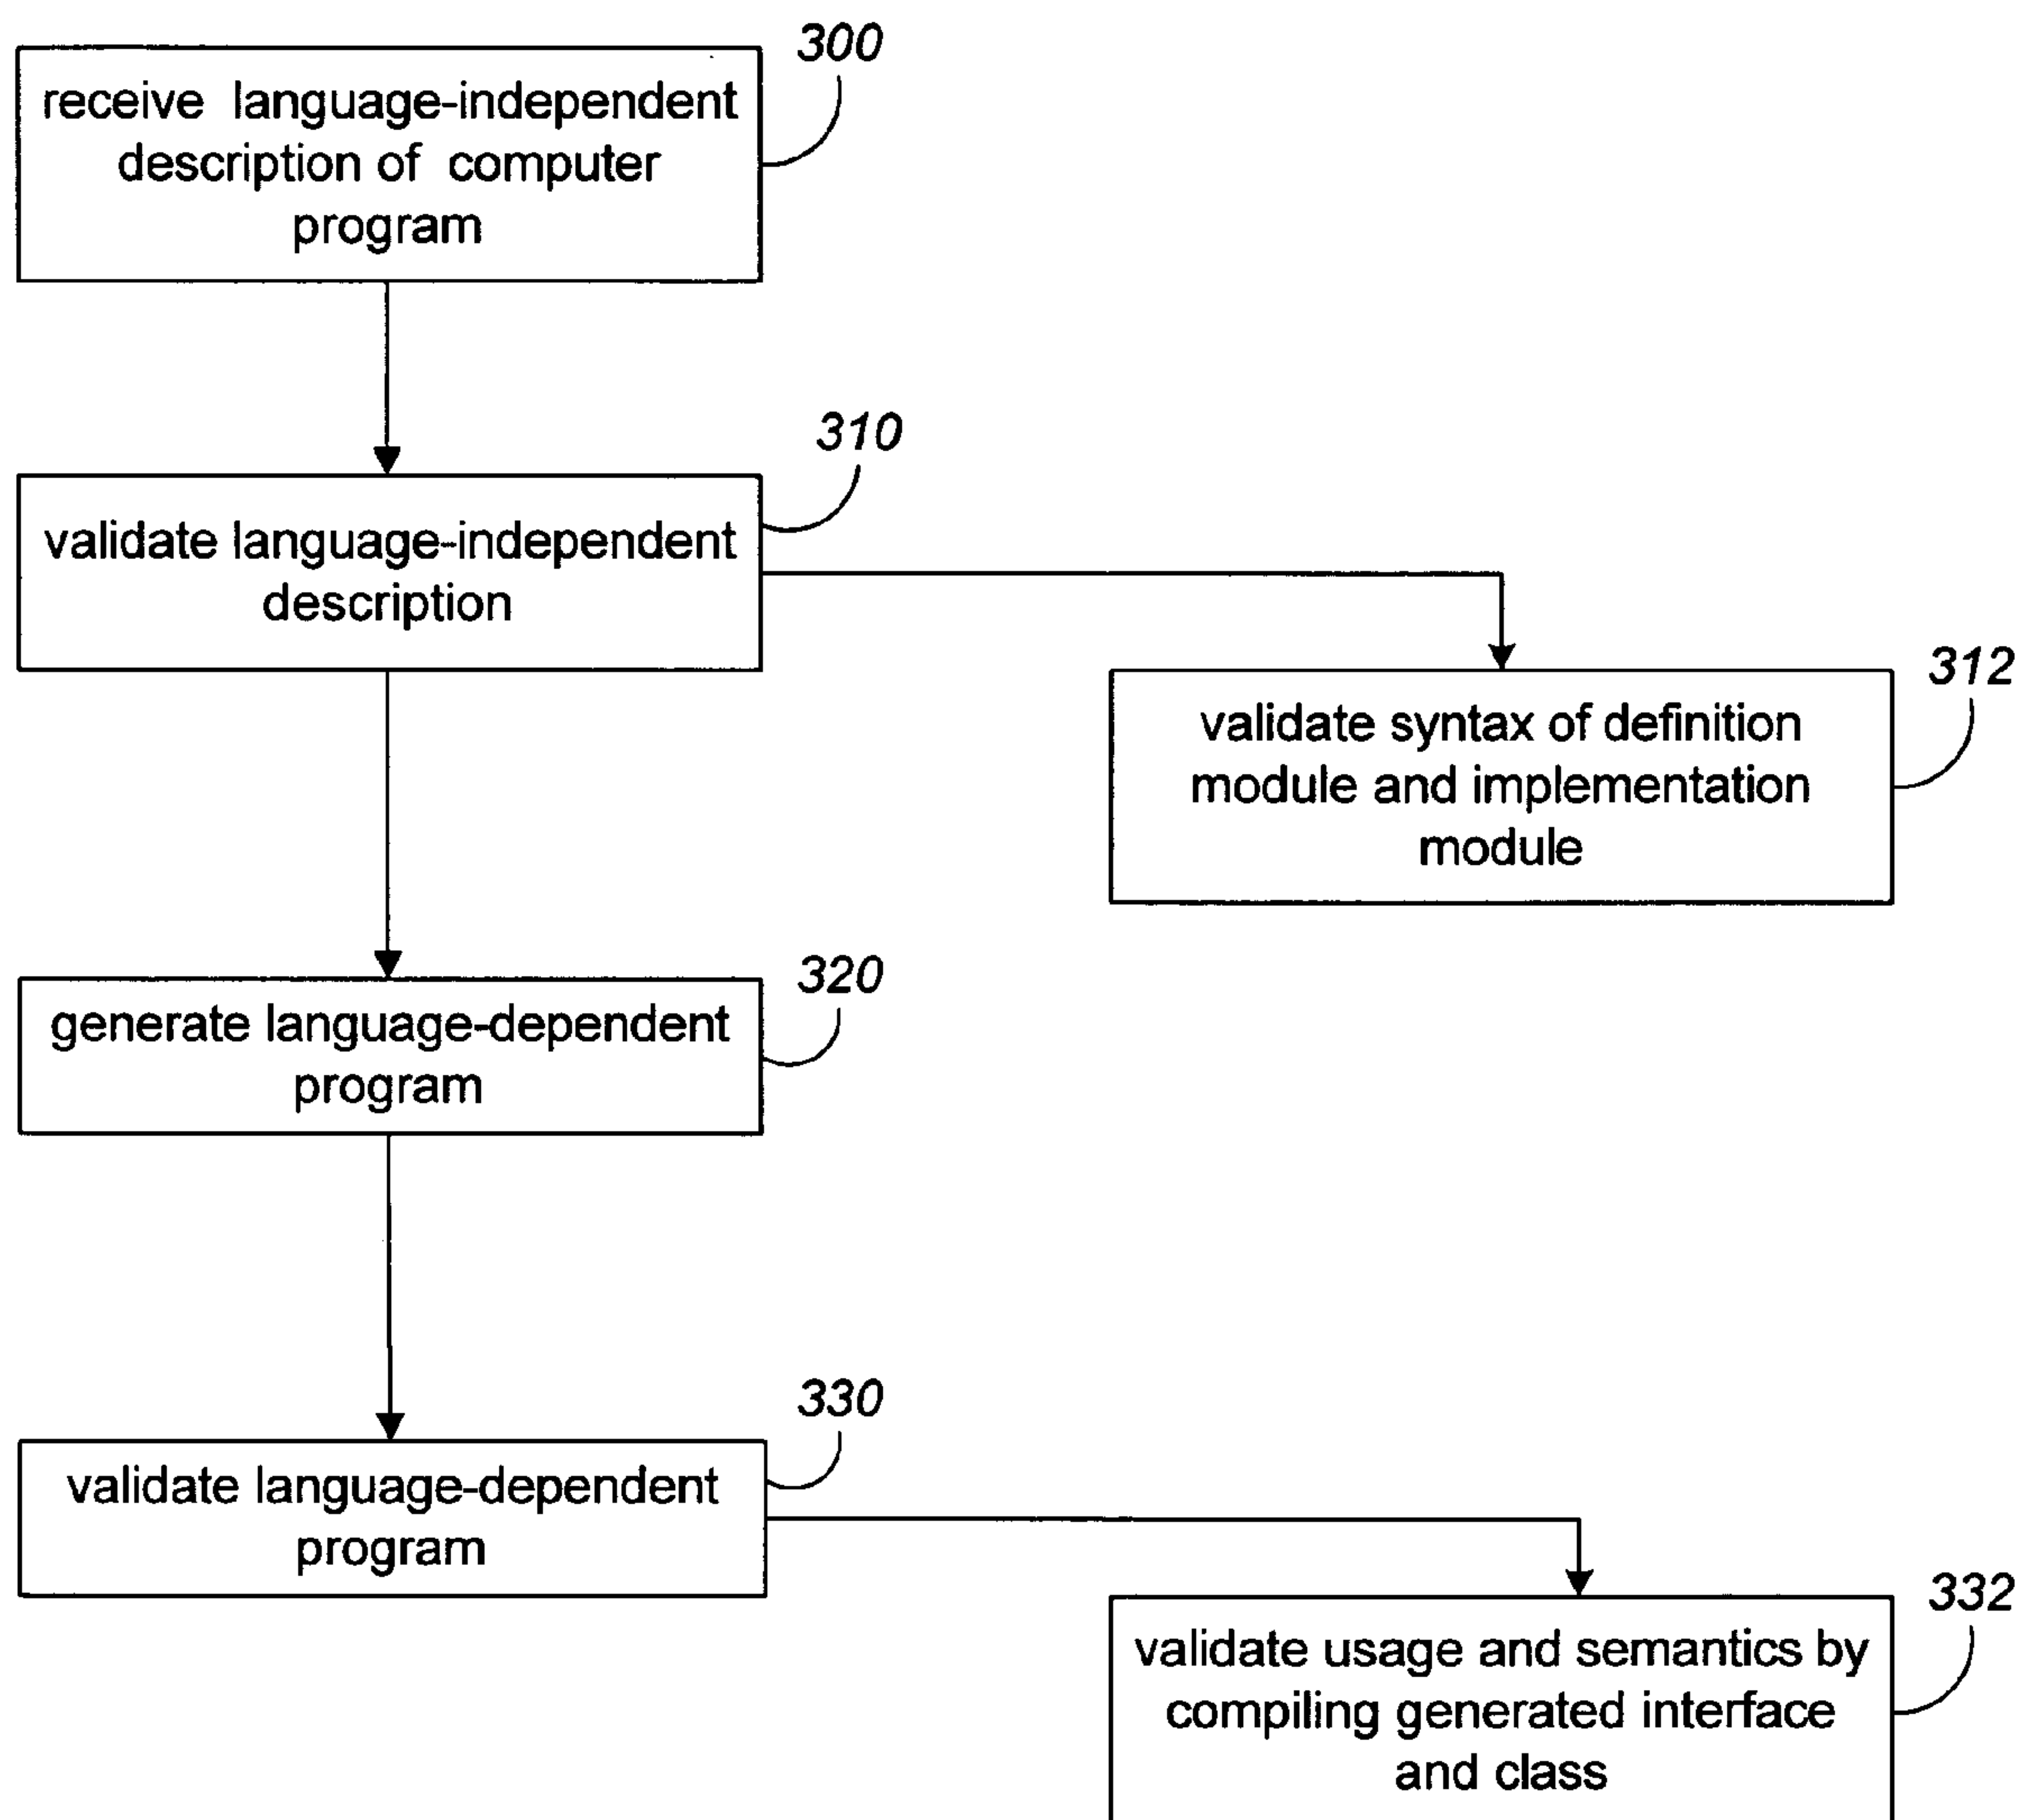 300
receive language-independent
description of computer
program
310
validate language-independent
description
312
validate syntax of definition
module and implementation
module
320
generate language-dependent
program
330
validate language-dependent
program
332
validate usage and semantics by
compiling generated interface
and class